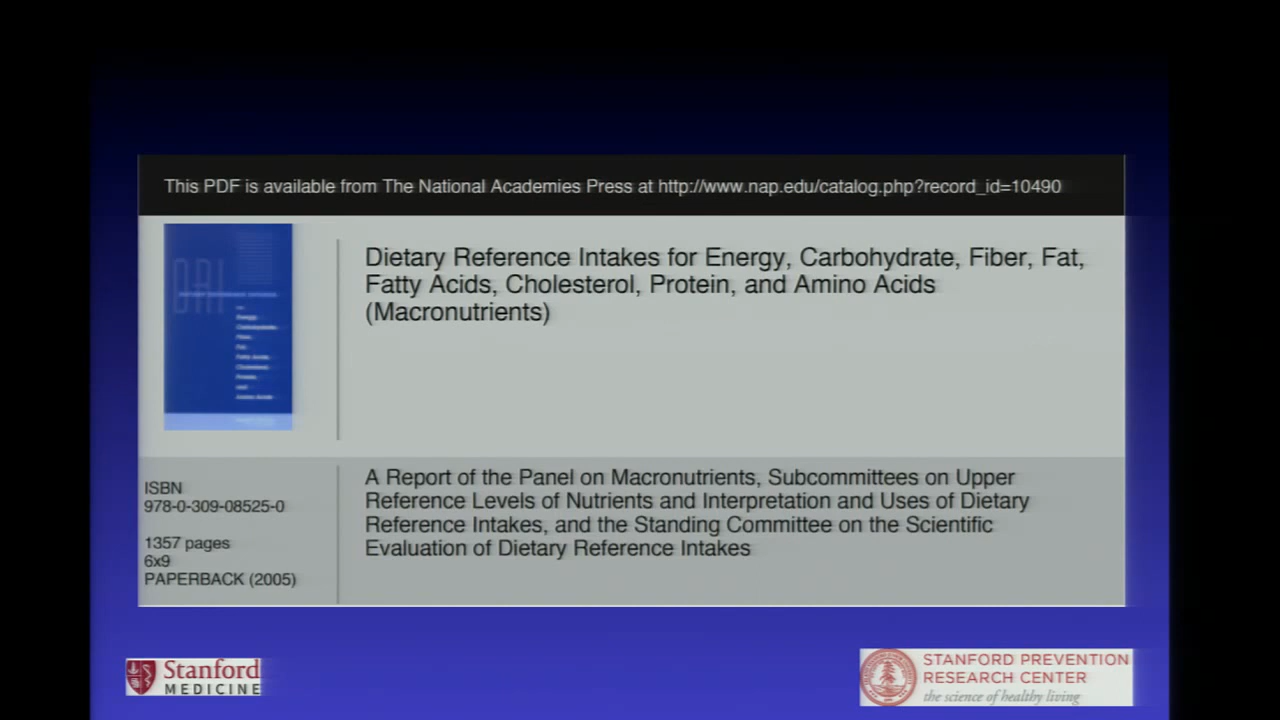 This PDF is available from The National Academies Press at http://www.nap.edu/catalog.php?record_id=10490
DRI
Dietary Reference Intakes for Energy, Carbohydrate, Fiber, Fat,
Fatty Acids, Cholesterol, Protein, and Amino Acids
(Macronutrients)
ISBN
978-0-309-08525-0
1357 pages
6x9
PAPERBACK (2005)
A Report of the Panel on Macronutrients, Subcommittees on Upper
Reference Levels of Nutrients and Interpretation and Uses of Dietary
Reference Intakes, and the Standing Committee on the Scientific
Evaluation of Dietary Reference Intakes
Stanford
MEDICINE
STANFORD PREVENTION
RESEARCH CENTER
the science of healthy living